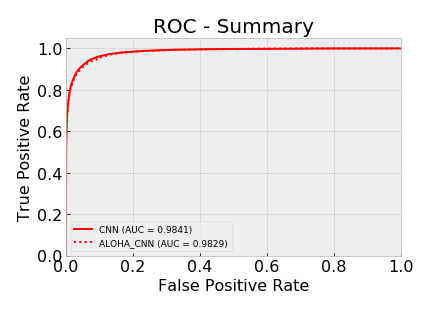 ROC - Summary
True Positive Rate
1.0
0.8
0.6
0.4
0.2
0.0
CNN (AUC = 0.9841)
ALOHA_CNN (AUC = 0.9829)
0.0 0.2 0.4 0.6 0.8 1.0
False Positive Rate